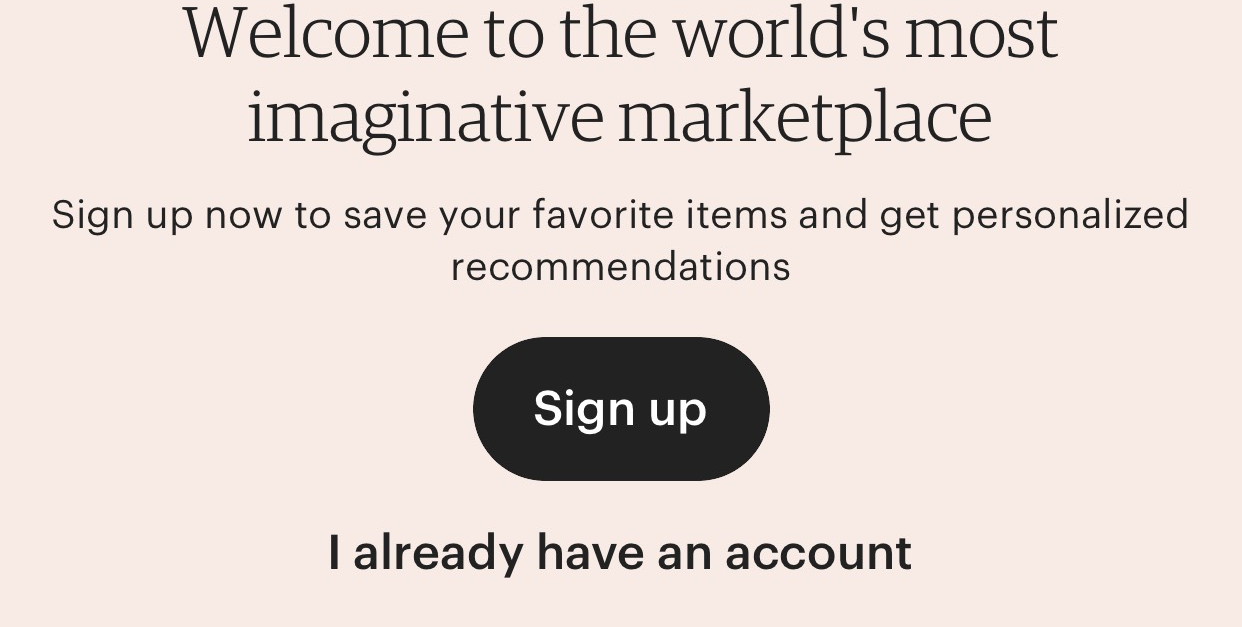 Welcome to the world's most
imaginative marketplace
Sign up now to save your favorite items and get personalized
recommendations
Sign up
I already have an account